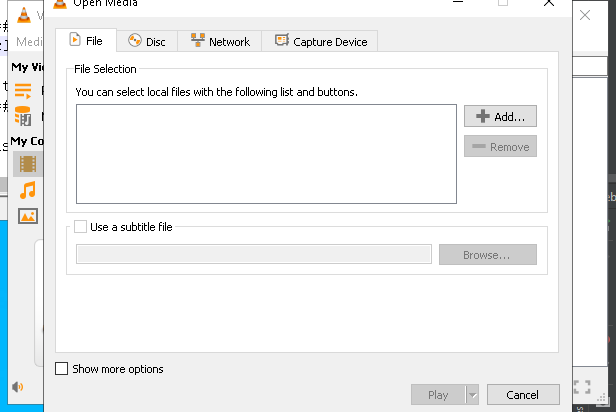 Open Media
Medi
File
Disc
Network
Capture Device
My Vi
File Selection
You can select local files with the following list and buttons.
Add...
Remove
My Co
Use a subtitle file
Browse...
Show more options
Play
Cancel